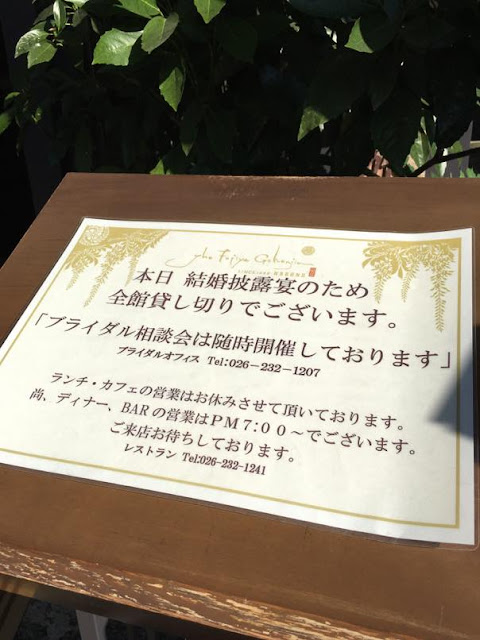 The Fujiya Gohonjin
本日 結婚披露宴のため
全館貸し切りでございます。
「ブライダル相談会は随時開催しております」
ブライダルオフィス Tel:026-232-1207
ランチ・カフェの営業はお休みさせて頂いております。
尚、ディナー、BARの営業はPM7:00～でございます。
ご来店お待ちしております。
レストラン Tel:026-232-1241